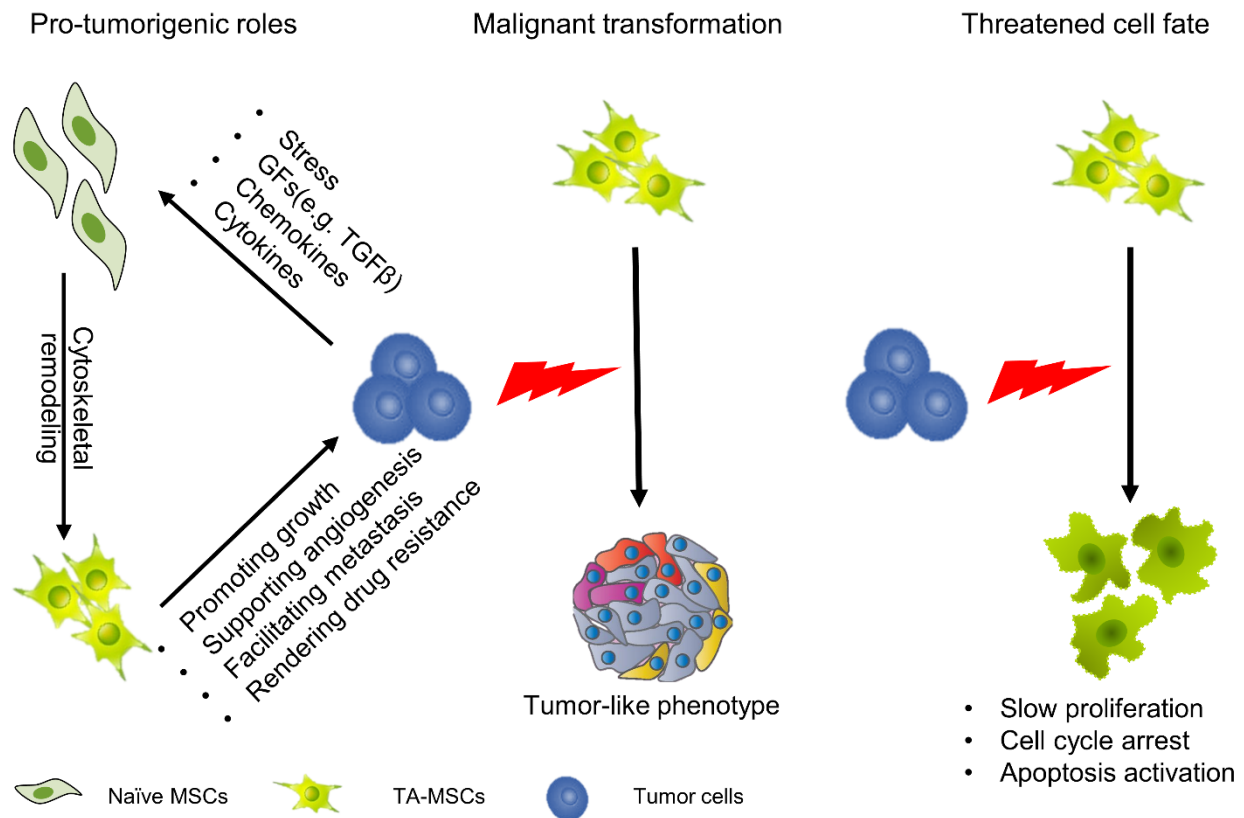 Pro-tumorigenic roles
Malignant transformation
Threatened cell fate
• Stress
• GFs(e.g. TGFβ)
• Chemokines
• Cytokines
Cytoskeletal
remodeling
• Promoting growth
• Supporting angiogenesis
• Facilitating metastasis
• Rendering drug resistance
Tumor-like phenotype
• Slow proliferation
• Cell cycle arrest
• Apoptosis activation
Naïve MSCs
TA-MSCs
Tumor cells